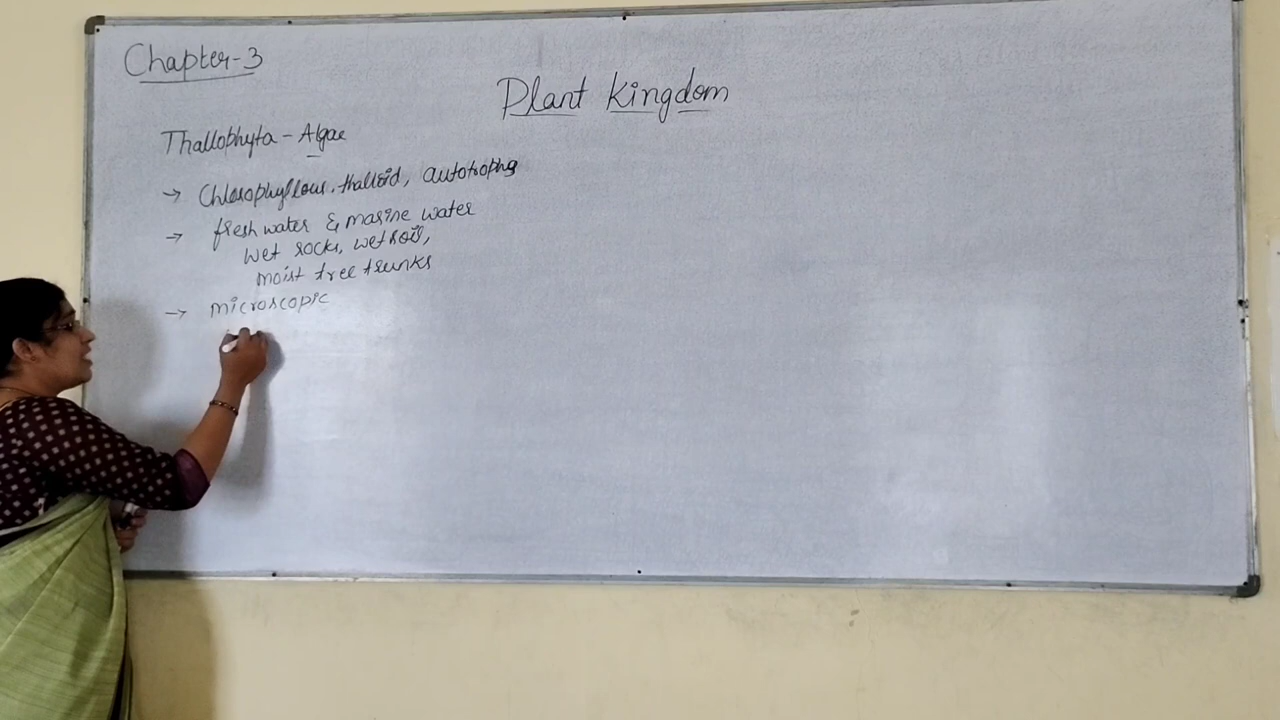 Chapter-3
Plant Kingdom
Thallophyta - Algae
→ Chlorophyllous, thalloid, autotrophs
→ fresh water & marine water
wet rocks, wet soil,
moist tree trunks
→ microscopic